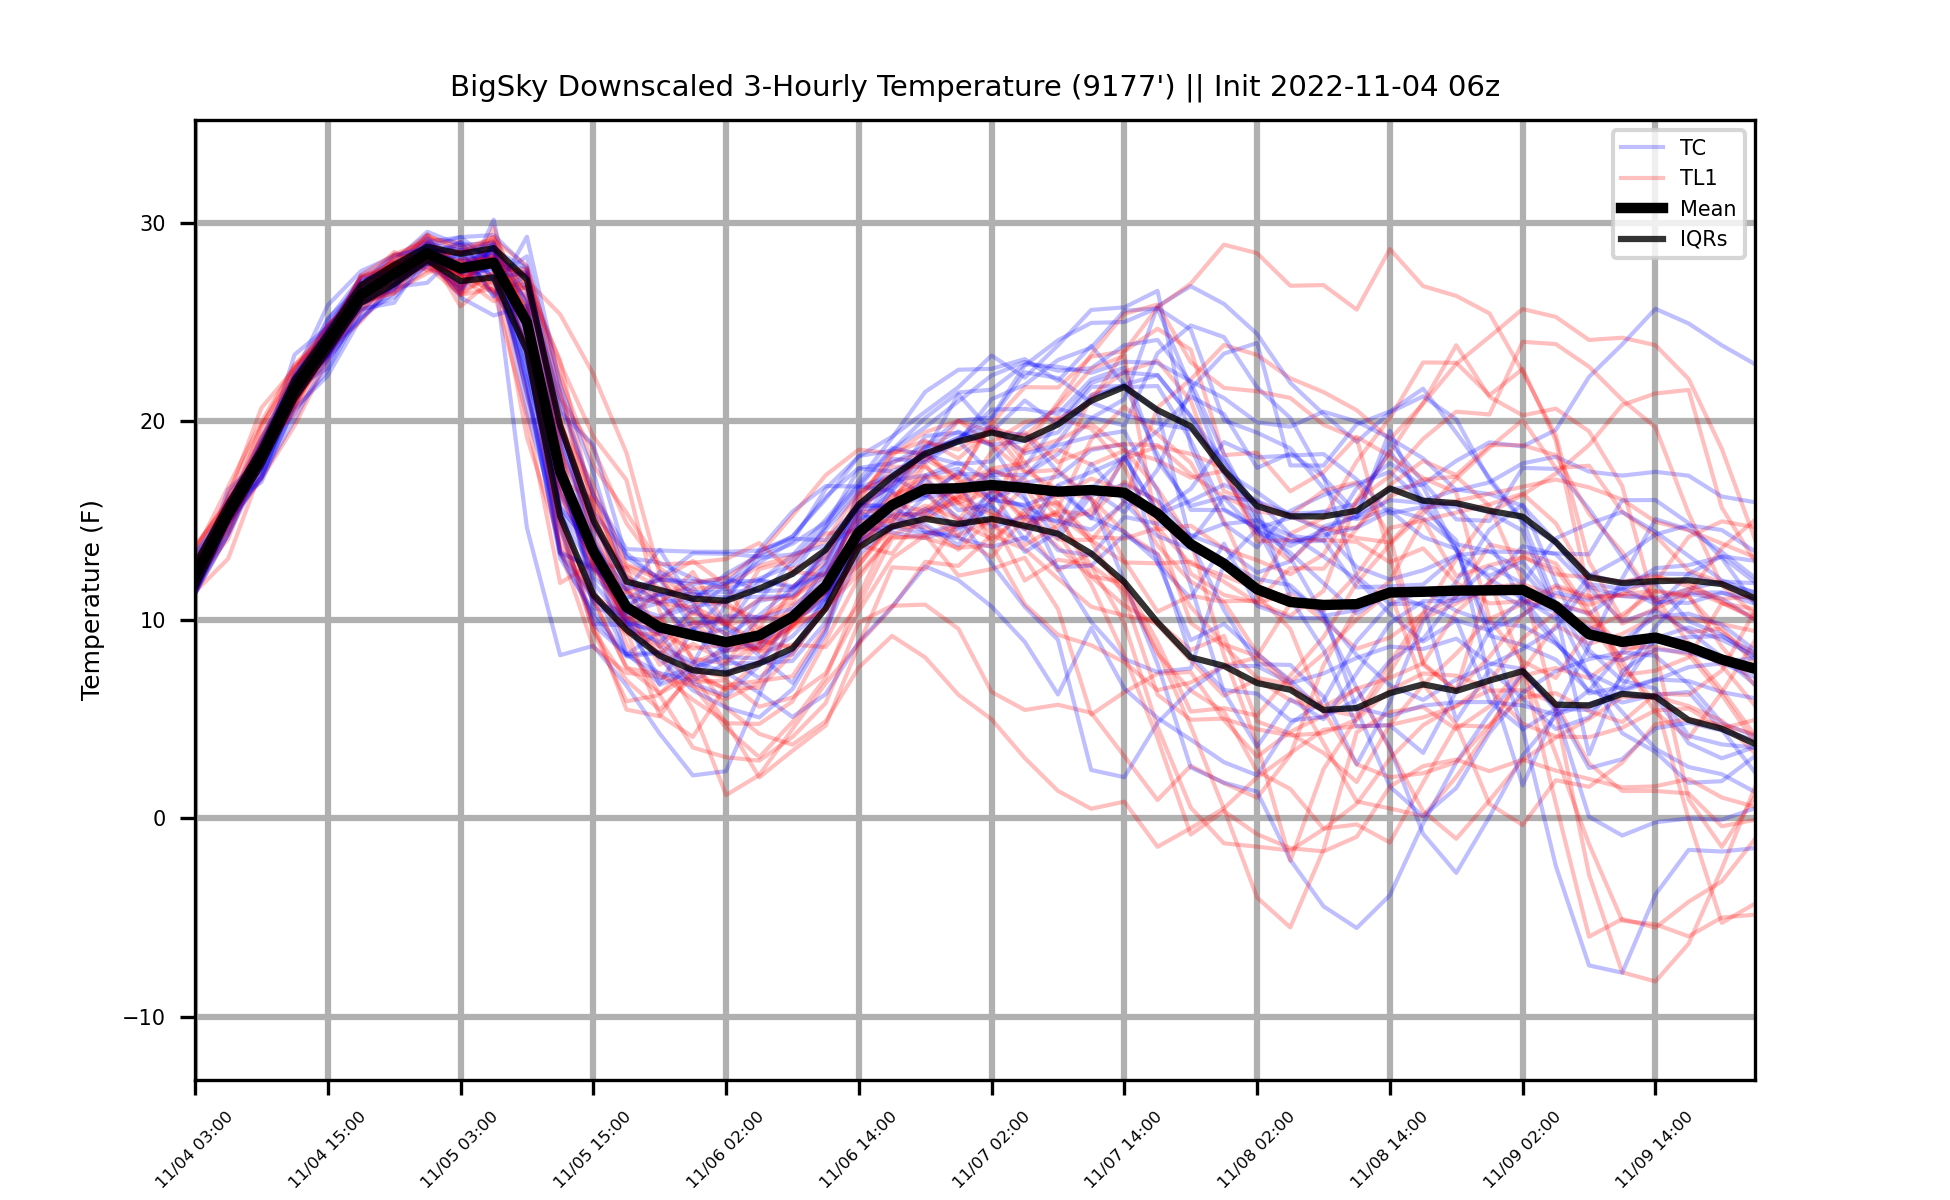 BigSky Downscaled 3-Hourly Temperature (9177') || Init 2022-11-04 06z
TC
TL1
Mean
IQRs
Temperature (F)
30
20
10
0
−10
11/04 03:00
11/04 15:00
11/05 03:00
11/05 15:00
11/06 02:00
11/06 14:00
11/07 02:00
11/07 14:00
11/08 02:00
11/08 14:00
11/09 02:00
11/09 14:00